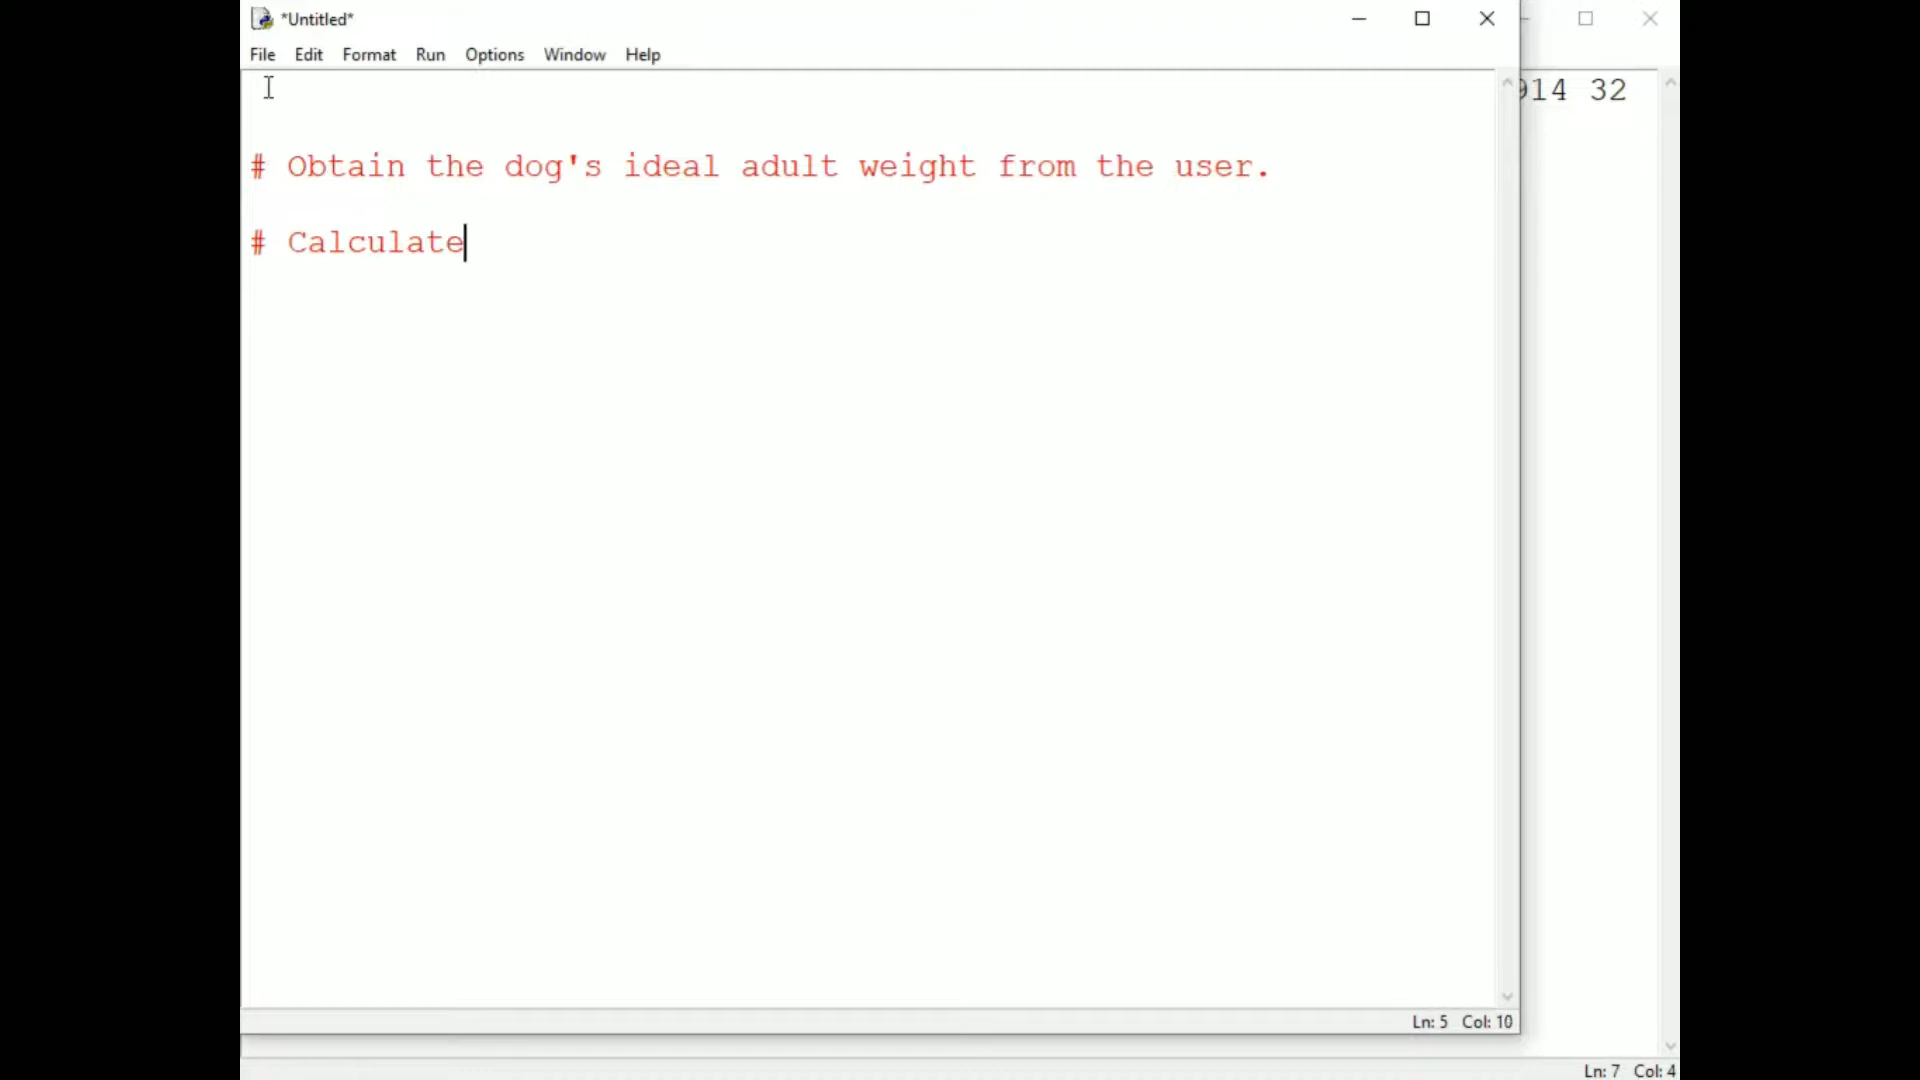 *Untitled*
File Edit Format Run Options Window Help
914 32
# Obtain the dog's ideal adult weight from the user.
# Calculate
Ln: 5 Col: 10
Ln: 7 Col: 4